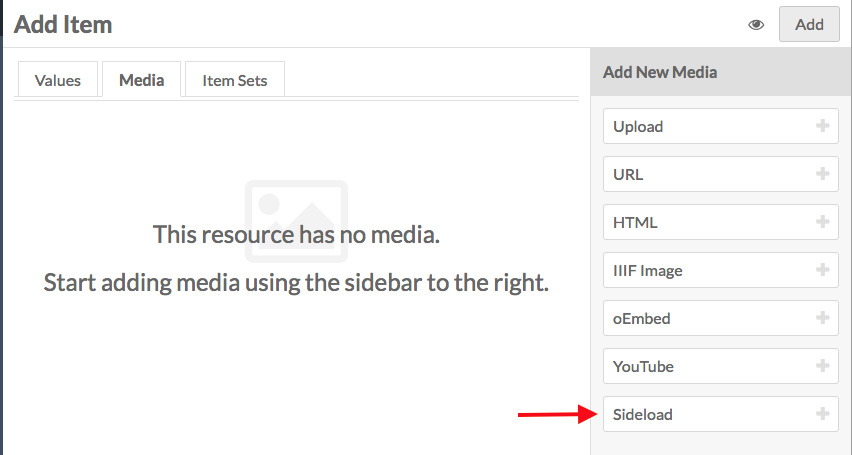 Add Item
Add
Values
Media
Item Sets
This resource has no media.
Start adding media using the sidebar to the right.
Add New Media
Upload
URL
HTML
IIIF Image
oEmbed
YouTube
Sideload